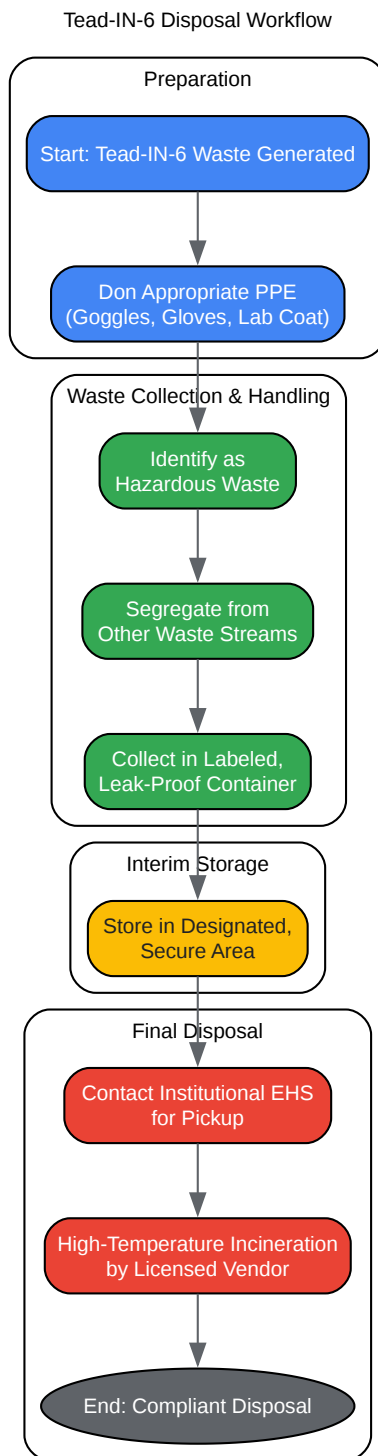 Tead-IN-6 Disposal Workflow
Preparation
Start: Tead-IN-6 Waste Generated
Don Appropriate PPE
(Goggles, Gloves, Lab Coat)
Waste Collection & Handling
Identify as
Hazardous Waste
Segregate from
Other Waste Streams
Collect in Labeled,
Leak-Proof Container
Interim Storage
Store in Designated,
Secure Area
Final Disposal
Contact Institutional EHS
for Pickup
High-Temperature Incineration
by Licensed Vendor
End: Compliant Disposal